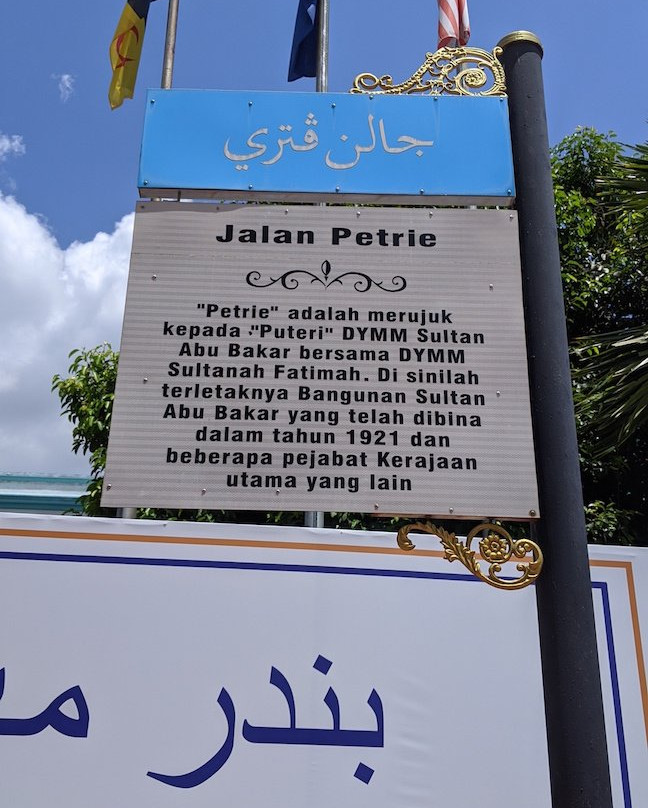 جالن ڤتري
Jalan Petrie
"Petrie" adalah merujuk
kepada "Puteri" DYMM Sultan
Abu Bakar bersama DYMM
Sultanah Fatimah. Di sinilah
terletaknya Bangunan Sultan
Abu Bakar yang telah dibina
dalam tahun 1921 dan
beberapa pejabat Kerajaan
utama yang lain
بندر